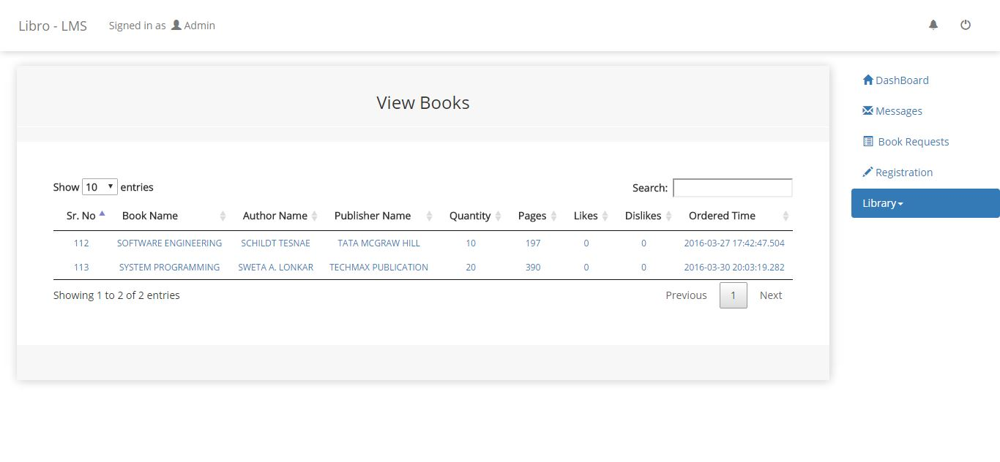 Libro - LMS Signed in as Admin
DashBoard
Messages
Book Requests
Registration
Library
View Books
Show 10 entries Search:
Sr. No Book Name Author Name Publisher Name Quantity Pages Likes Dislikes Ordered Time
112 SOFTWARE ENGINEERING SCHILDT TESNAE TATA MCGRAW HILL 10 197 0 0 2016-03-27 17:42:47.504
113 SYSTEM PROGRAMMING SWETA A. LONKAR TECHMAX PUBLICATION 20 390 0 0 2016-03-30 20:03:19.282
Showing 1 to 2 of 2 entries Previous 1 Next